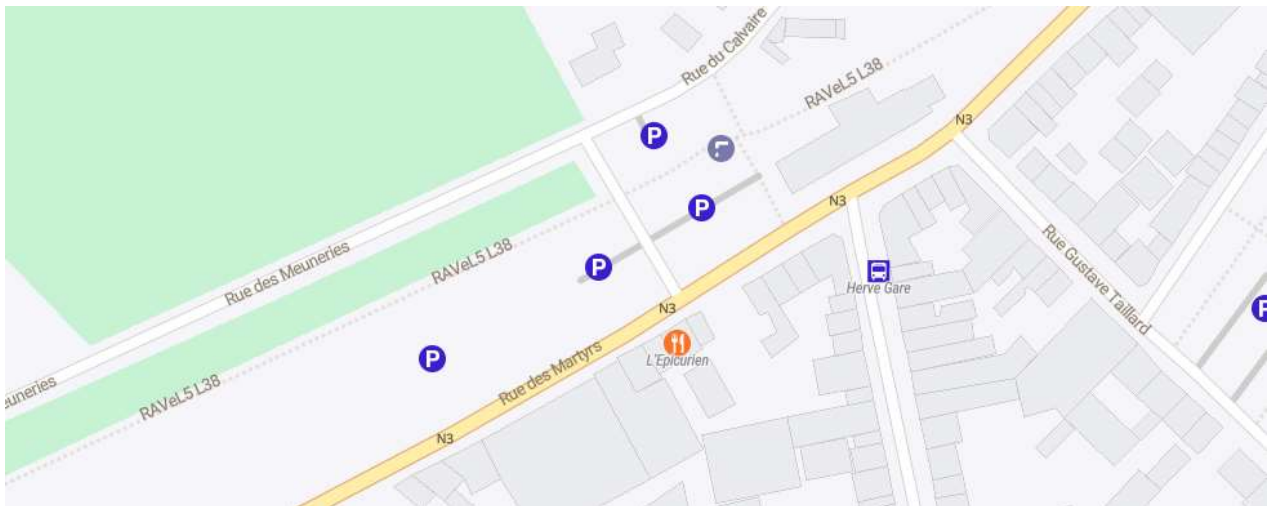 Rue du Calvaire
RAVeL5 L38
P
N3
P
N3
Rue Gustave Taillard
RAVeL5 L38
Rue des Meuneries
P
Herve Gare
N3
P
L'Epicurien
Rue des Martyrs
P
RAVeL5 L38
N3